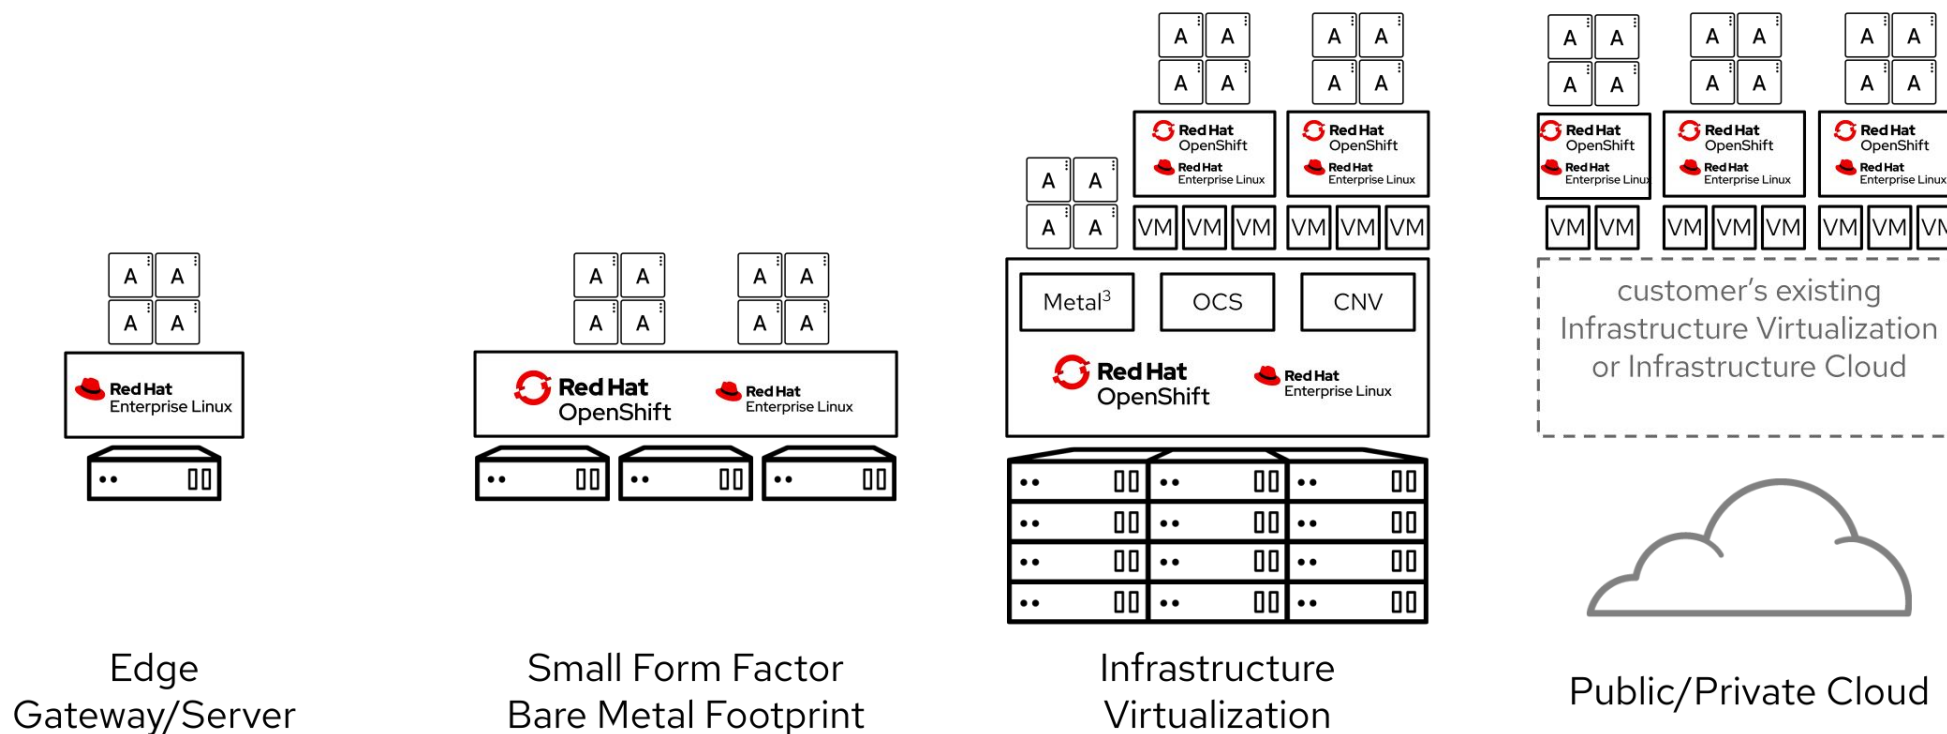 A A
A A
Red Hat
Enterprise Linux
Edge
Gateway/Server
A A
A A
A A
A A
Red Hat
OpenShift
Red Hat
Enterprise Linux
Small Form Factor
Bare Metal Footprint
A A
A A
A A
A A
Red Hat
OpenShift
Red Hat
Enterprise Linux
Red Hat
OpenShift
Red Hat
Enterprise Linux
A A
A A
VM VM VM
VM VM VM
Metal³
OCS
CNV
Red Hat
OpenShift
Red Hat
Enterprise Linux
Infrastructure
Virtualization
A A
A A
A A
A A
A A
A A
Red Hat
OpenShift
Red Hat
Enterprise Linux
Red Hat
OpenShift
Red Hat
Enterprise Linux
Red Hat
OpenShift
Red Hat
Enterprise Linux
VM VM
VM VM VM
VM VM VM
customer’s existing
Infrastructure Virtualization
or Infrastructure Cloud
Public/Private Cloud